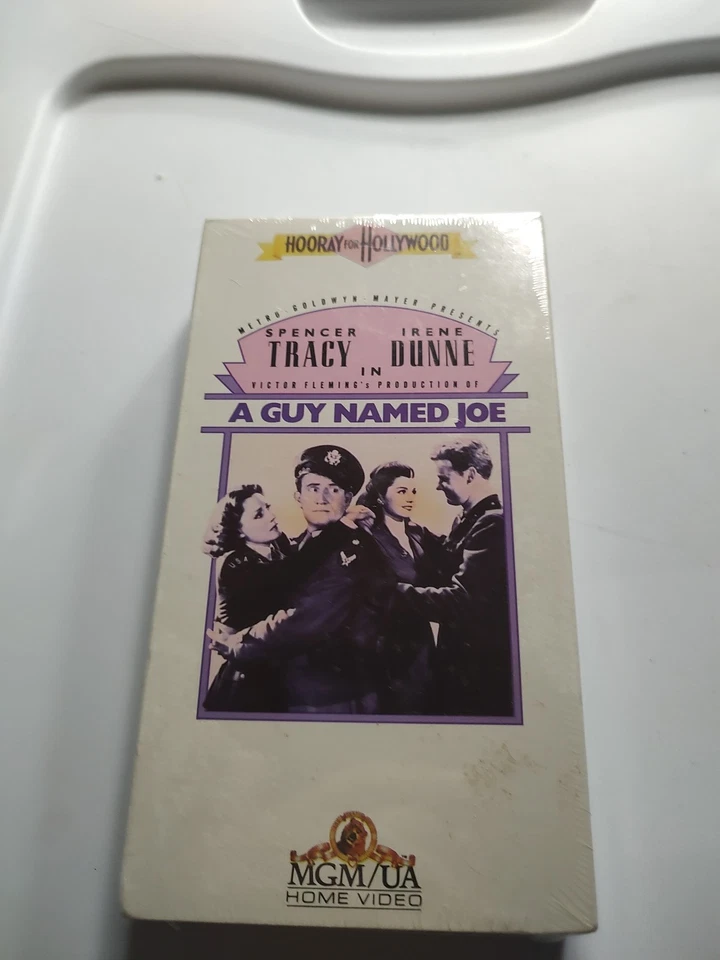 HOORAY FOR HOLLYWOOD
METRO-GOLDWYN-MAYER PRESENTS
SPENCER IRENE
TRACY DUNNE
IN
VICTOR FLEMING's PRODUCTION OF
A GUY NAMED JOE
MGM/UA
HOME VIDEO